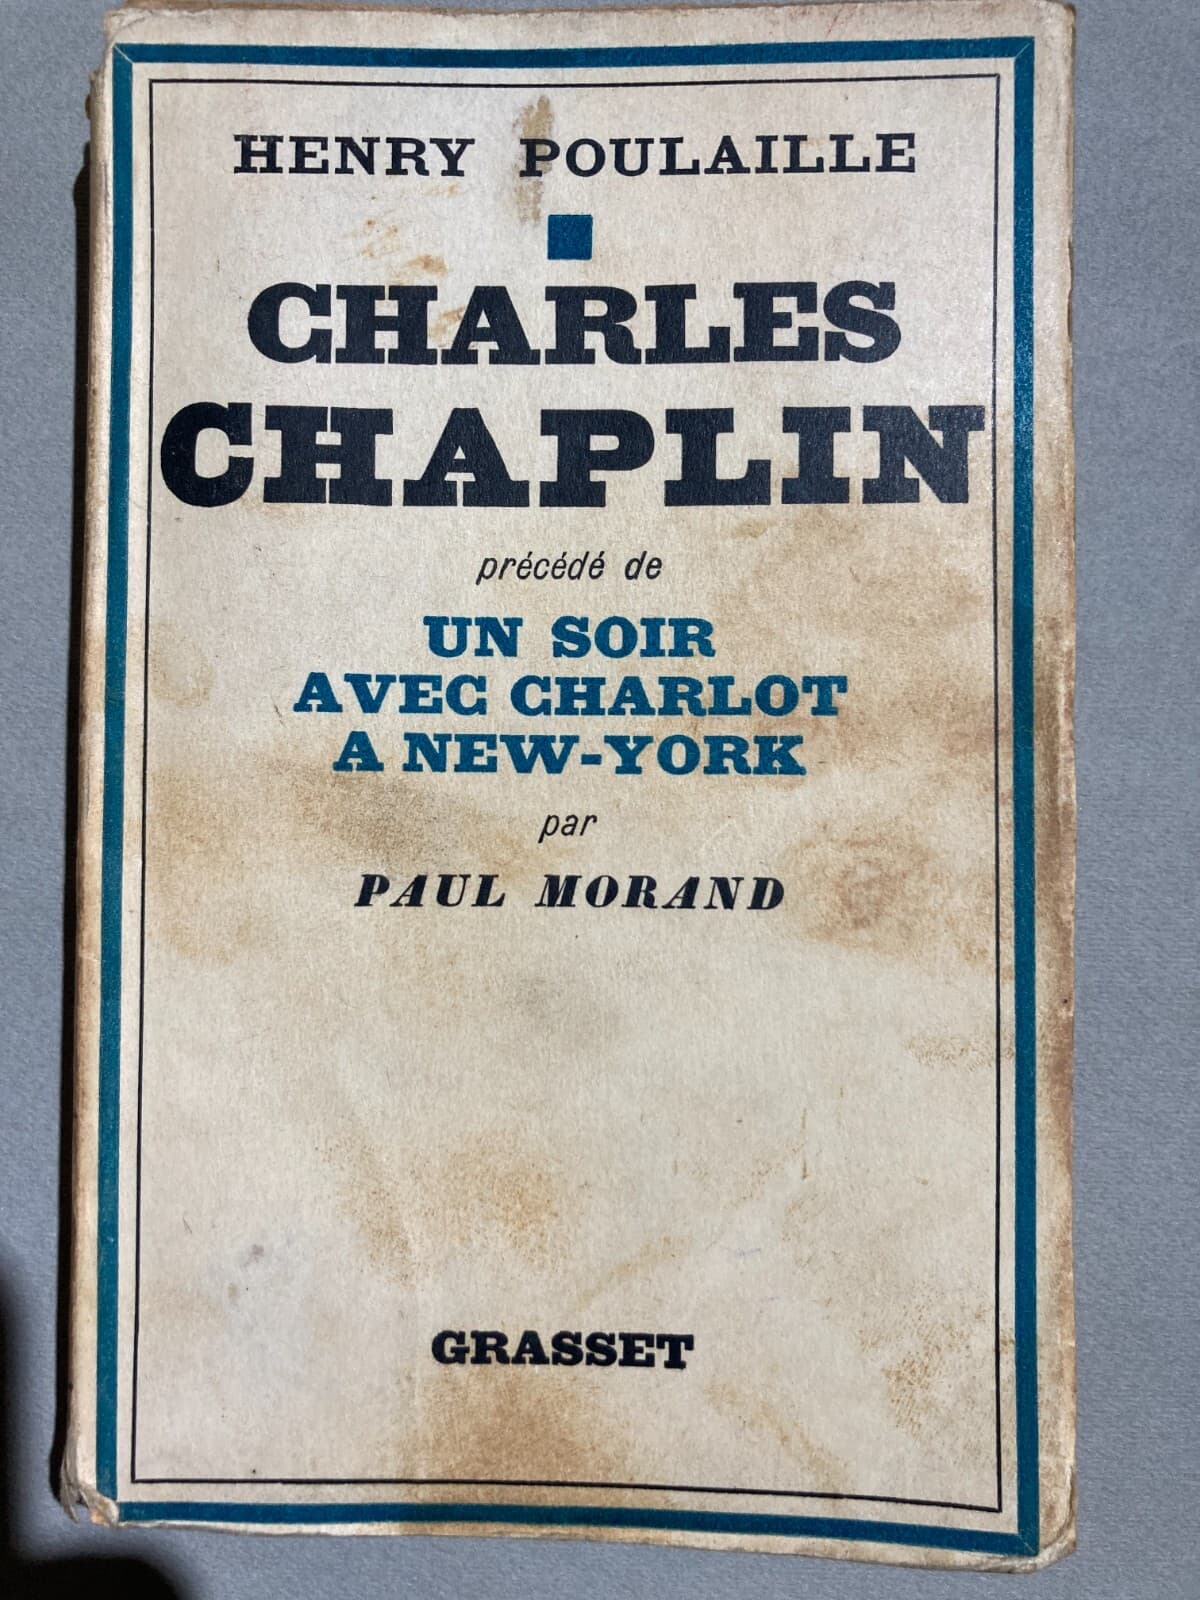 HENRY POULAILLE
CHARLES
CHAPLIN
précédé de
UN SOIR
AVEC CHARLOT
A NEW-YORK
par
PAUL MORAND
GRASSET